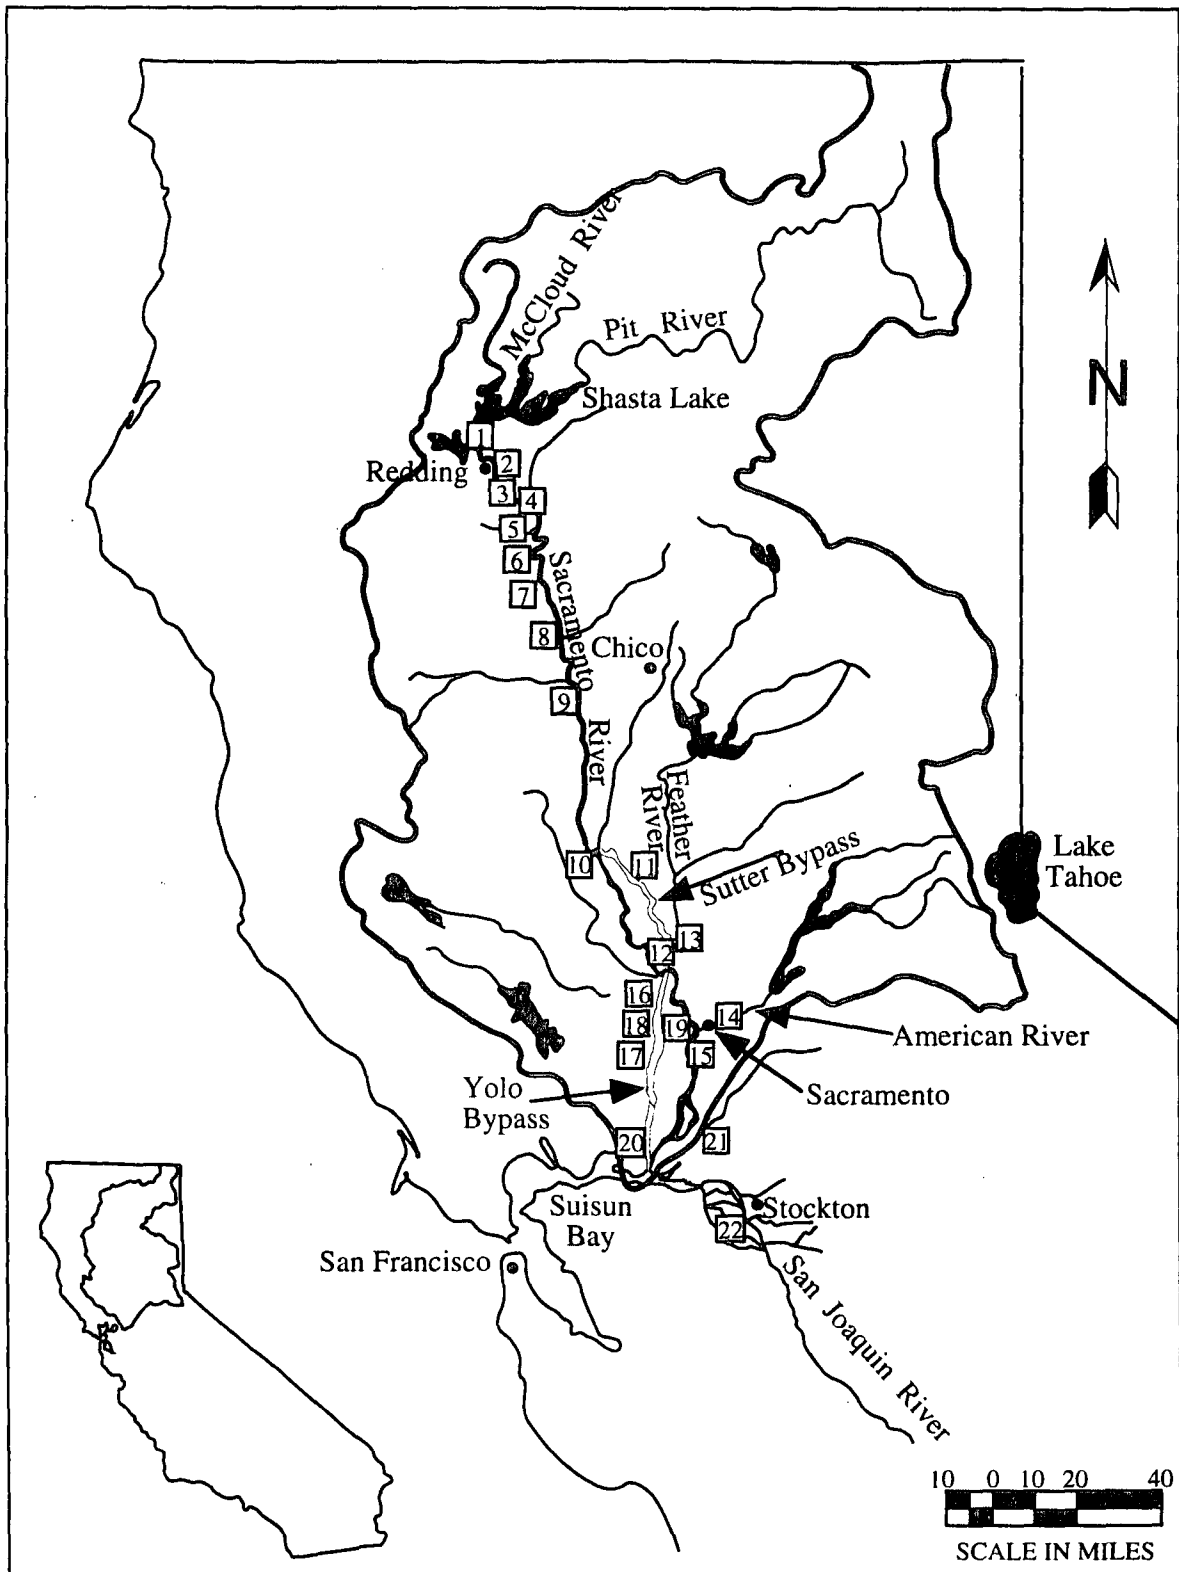 McCloud River
Pit River
Shasta Lake
1
Redding
2
3
4
5
6
Sacramento
7
8
Chico
9
River
Feather
River
10
11
Sutter Bypass
Lake
Tahoe
12
13
16
14
18
19
American River
17
15
Yolo
Bypass
Sacramento
20
21
Suisun
Bay
Stockton
22
San Francisco
San Joaquin River
N
10 0 10 20 40
SCALE IN MILES